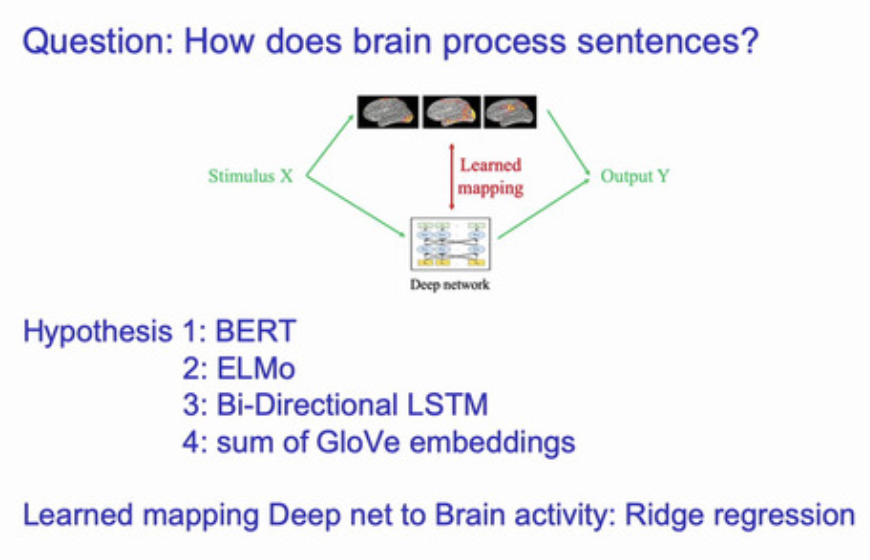 Question: How does brain process sentences?
Stimulus X
Learned
mapping
Output Y
Deep network
Hypothesis 1: BERT
2: ELMo
3: Bi-Directional LSTM
4: sum of GloVe embeddings
Learned mapping Deep net to Brain activity: Ridge regression